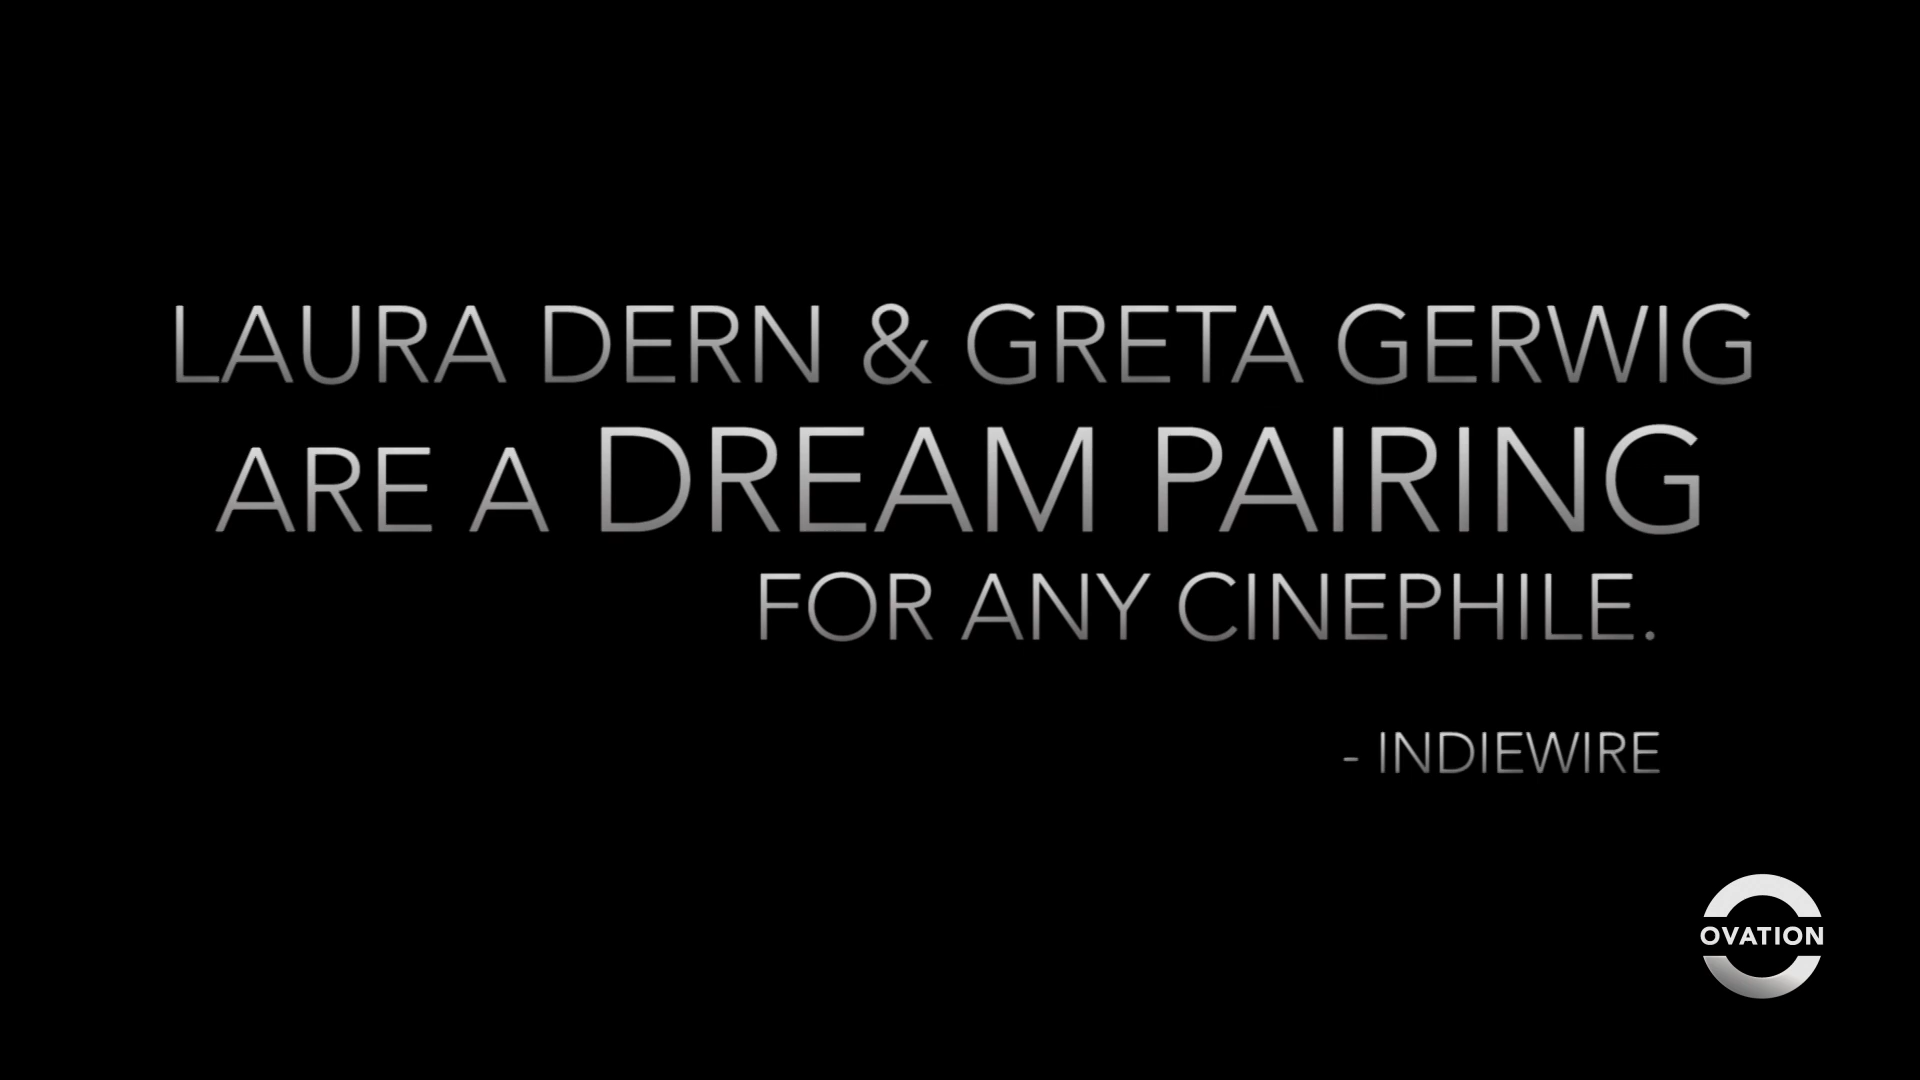 LAURA DERN & GRETA GERWIG
ARE A DREAM PAIRING
FOR ANY CINEPHILE.
- INDIEWIRE
OVATION